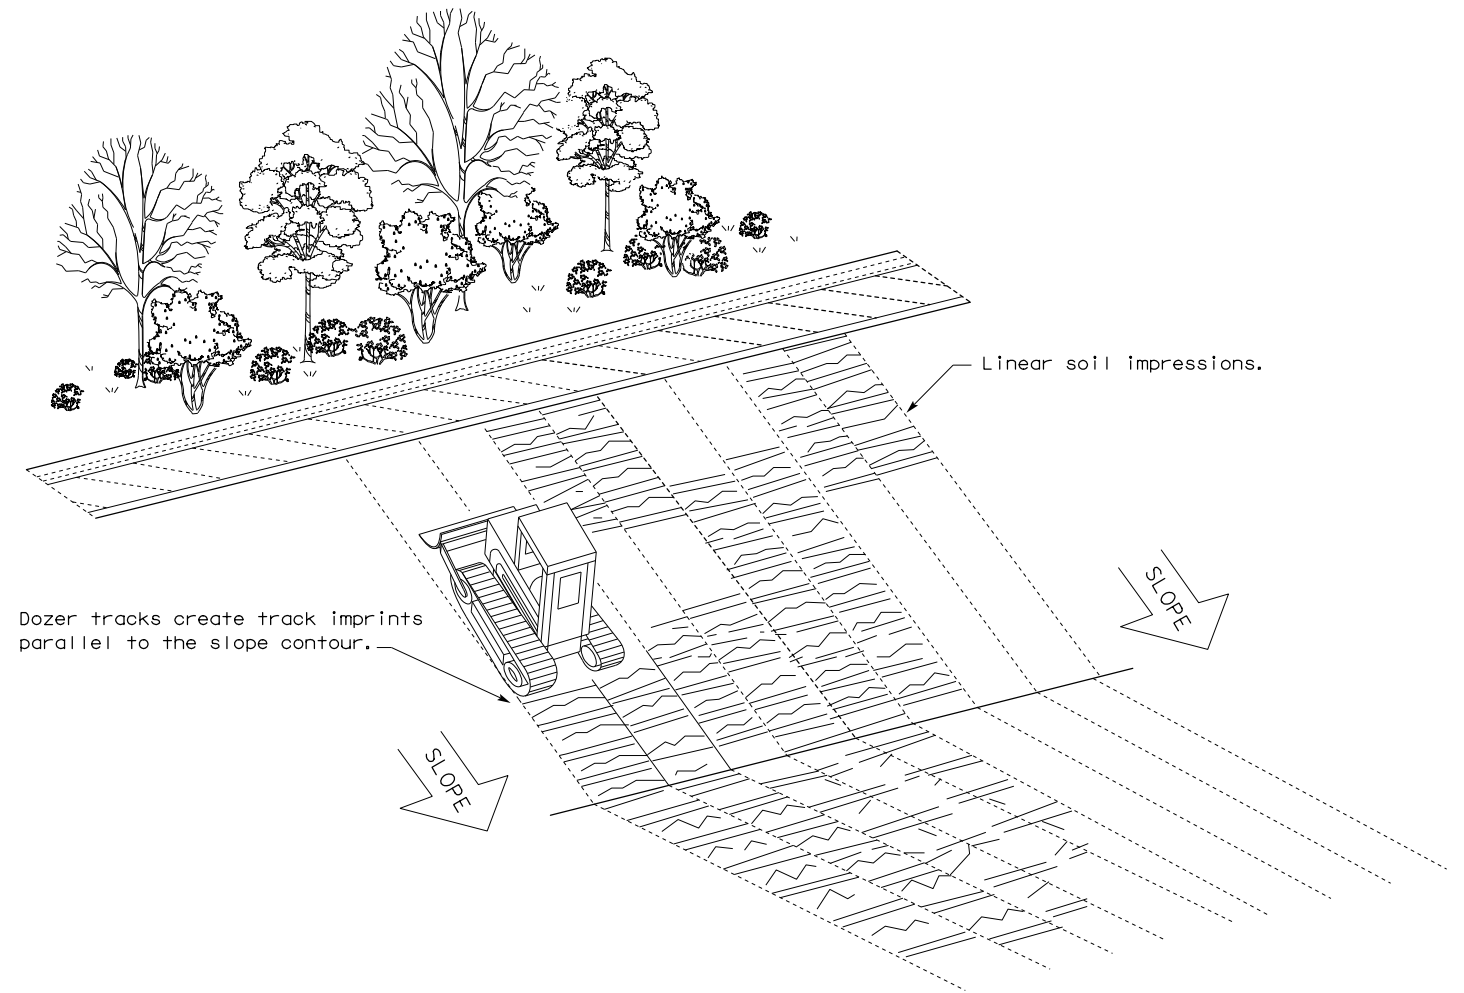 Linear soil impressions.
SLOPE
Dozer tracks create track imprints
parallel to the slope contour.
SLOPE